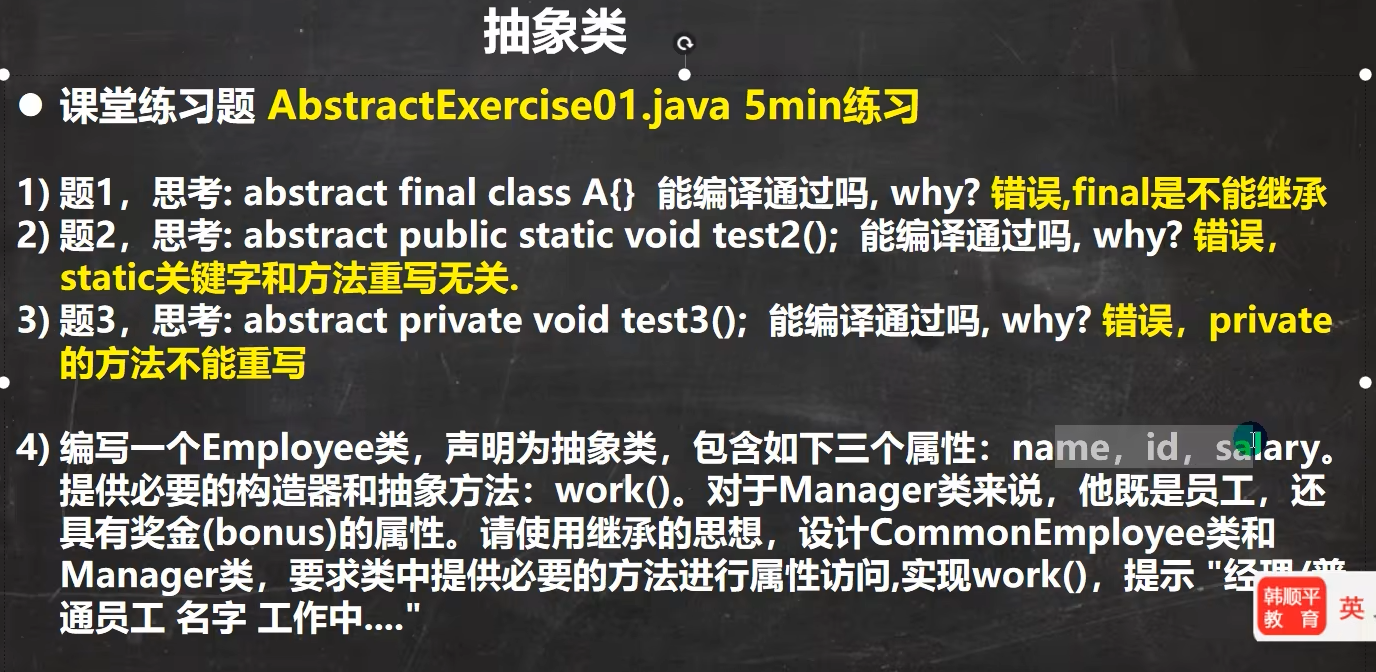 抽象类
● 课堂练习题 AbstractExercise01.java 5min练习
1) 题1，思考: abstract final class A{} 能编译通过吗, why? 错误,final是不能继承
2) 题2，思考: abstract public static void test2(); 能编译通过吗, why? 错误，
static关键字和方法重写无关.
3) 题3，思考: abstract private void test3(); 能编译通过吗, why? 错误，private
的方法不能重写
4) 编写一个Employee类，声明为抽象类，包含如下三个属性：name，id，salary。
提供必要的构造器和抽象方法：work()。对于Manager类来说，他既是员工，还
具有奖金(bonus)的属性。请使用继承的思想，设计CommonEmployee类和
Manager类，要求类中提供必要的方法进行属性访问,实现work()，提示 "经理/普
通员工 名字 工作中...."
韩顺平
教育
英